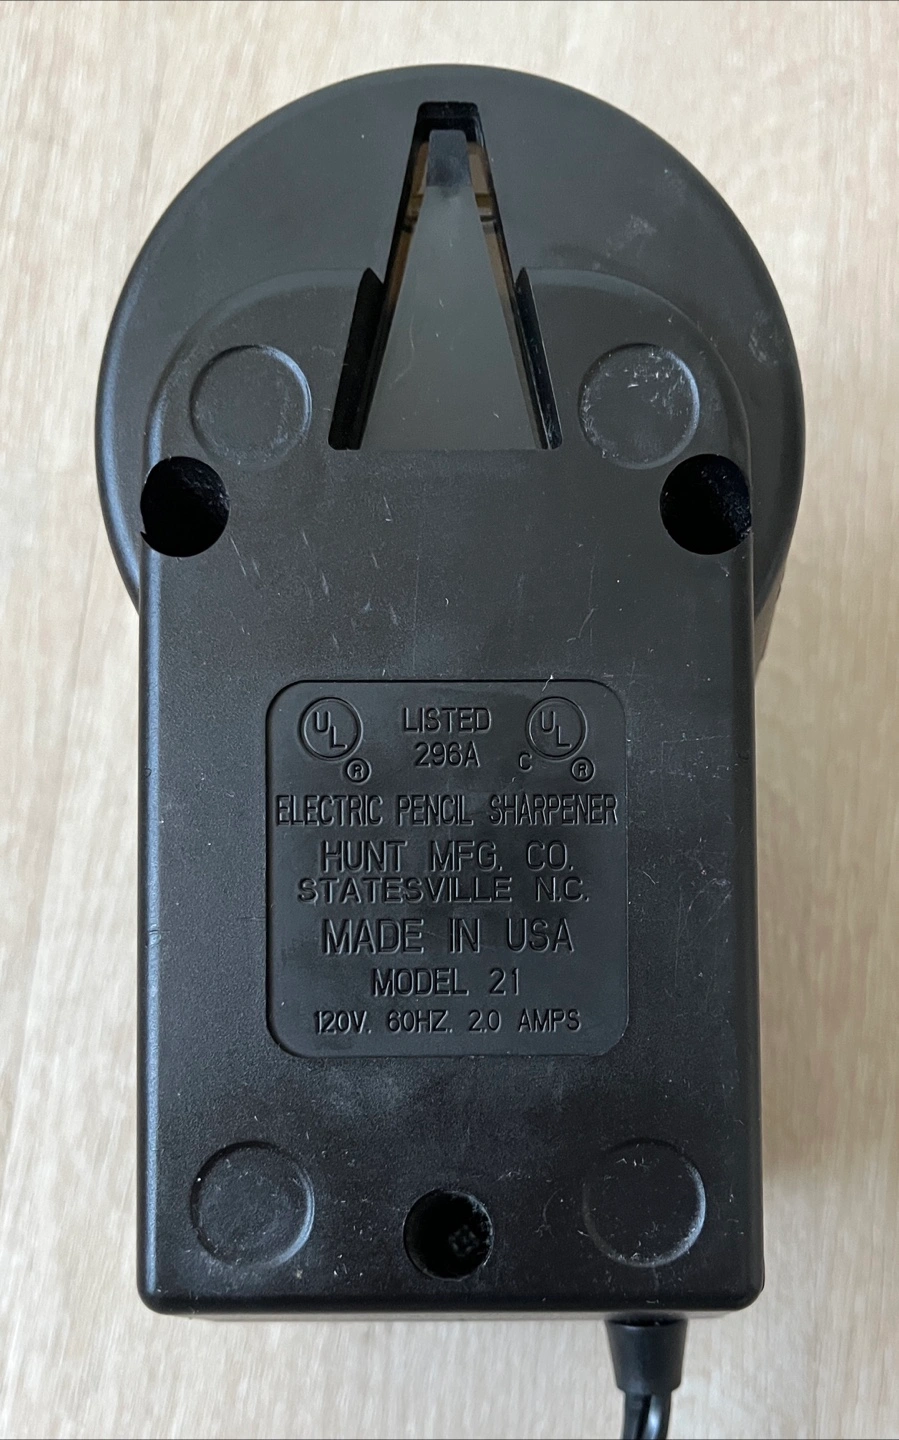 UL LISTED UL
® 296A C ®
ELECTRIC PENCIL SHARPENER
HUNT MFG. CO.
STATESVILLE N.C.
MADE IN USA
MODEL 21
120V. 60HZ. 2.0 AMPS